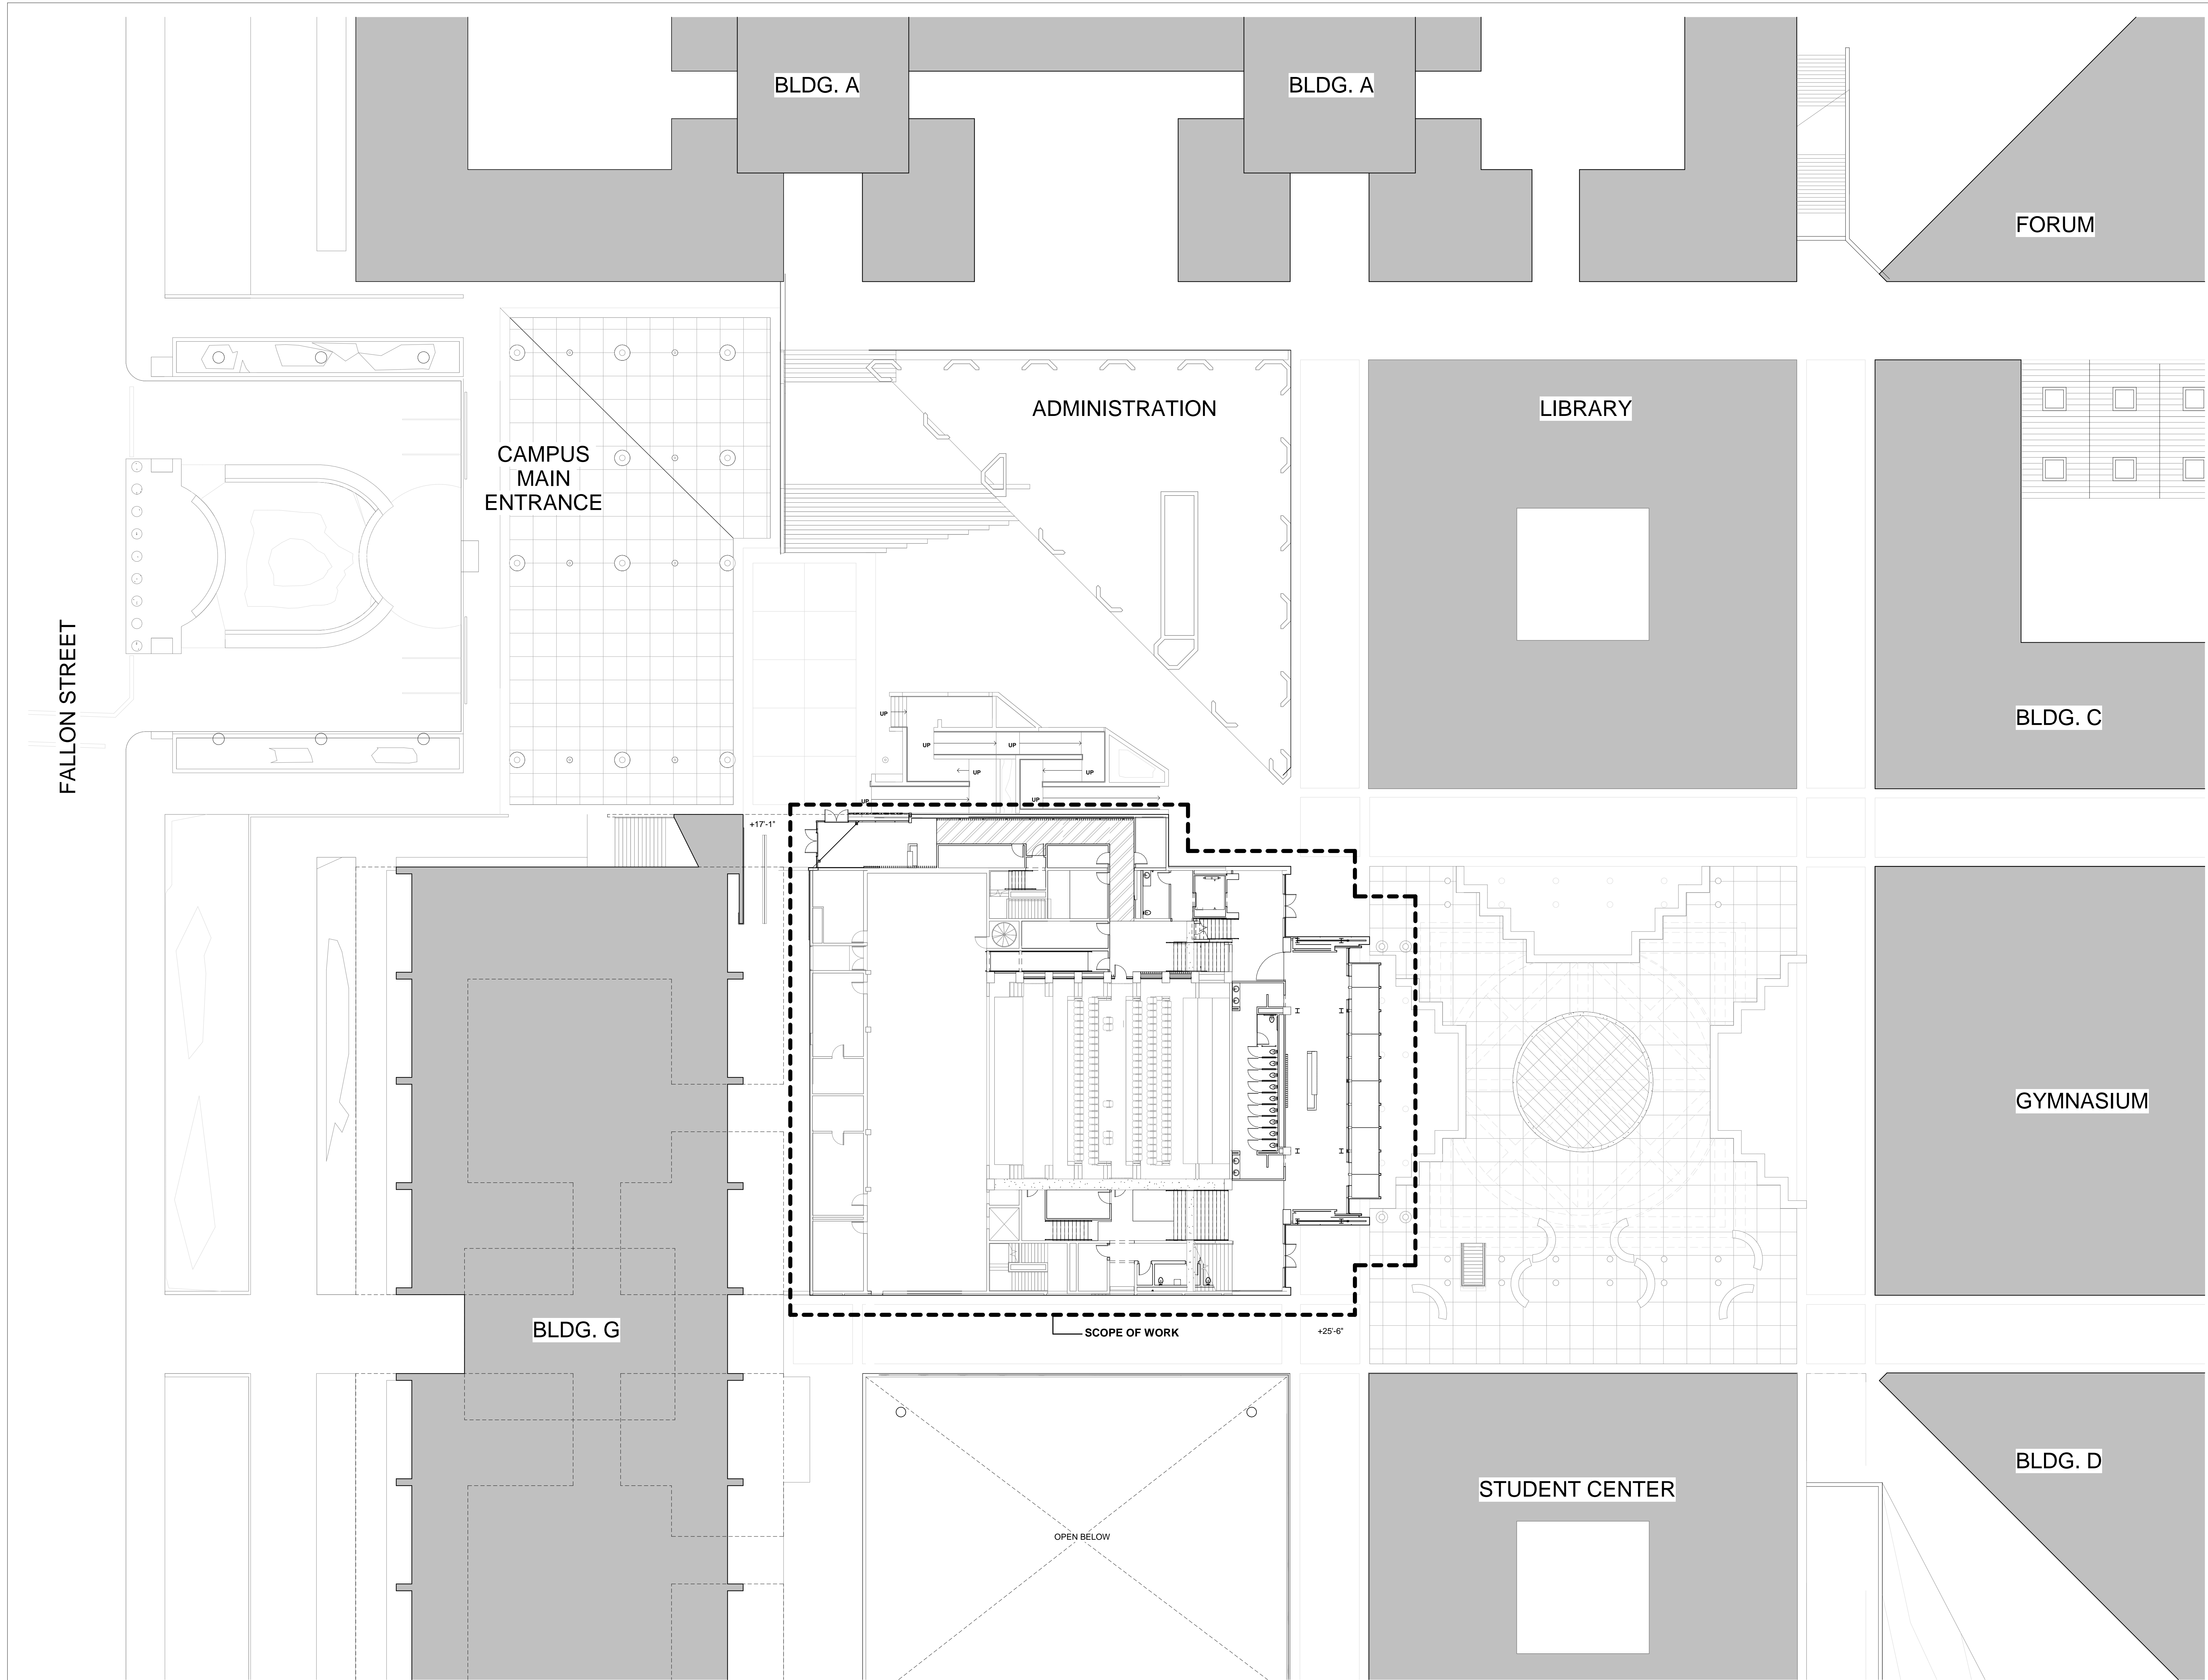 BLDG. A
BLDG. A
FORUM
ADMINISTRATION
LIBRARY
CAMPUS
MAIN
ENTRANCE
FALLON STREET
BLDG. C
UP
UP
UP
UP
UP
UP
UP
+17'-1"
GYMNASIUM
BLDG. G
SCOPE OF WORK
+25'-6"
BLDG. D
STUDENT CENTER
OPEN BELOW